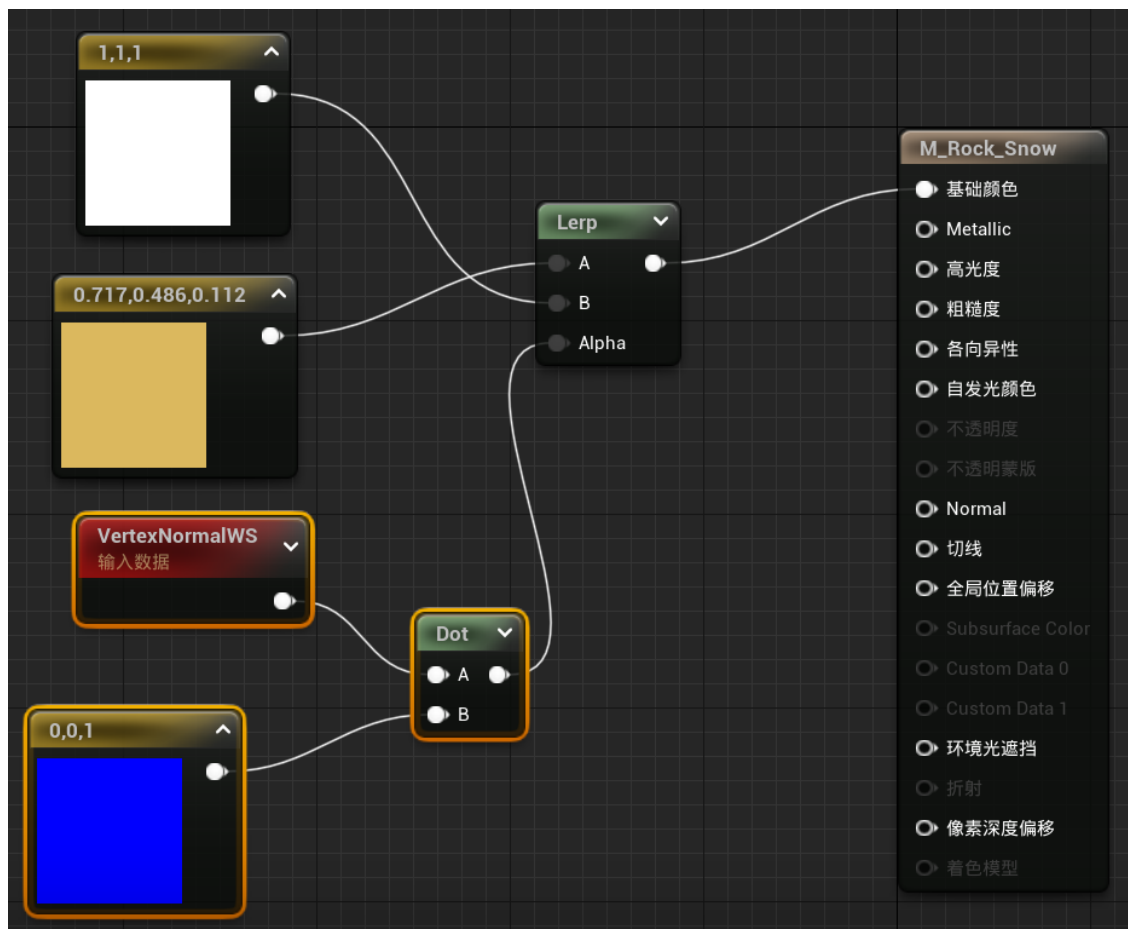 1,1,1
0.717,0.486,0.112
VertexNormalWS
输入数据
0,0,1
Dot
A
B
Lerp
A
B
Alpha
M_Rock_Snow
基础颜色
Metallic
高光度
粗糙度
各向异性
自发光颜色
不透明度
不透明蒙版
Normal
切线
全局位置偏移
Subsurface Color
Custom Data 0
Custom Data 1
环境光遮挡
折射
像素深度偏移
着色模型